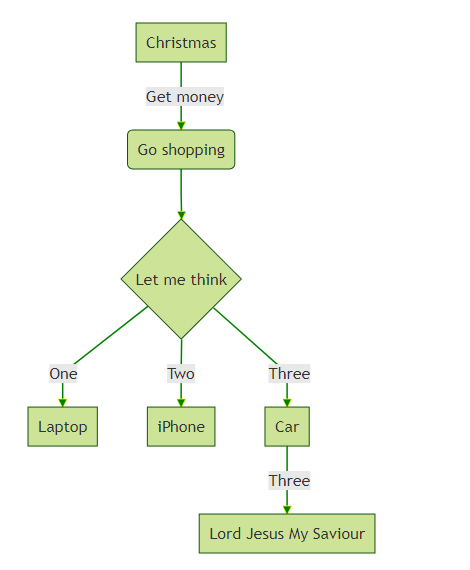 Christmas
Get money
Go shopping
Let me think
One
Two
Three
Laptop
iPhone
Car
Three
Lord Jesus My Saviour